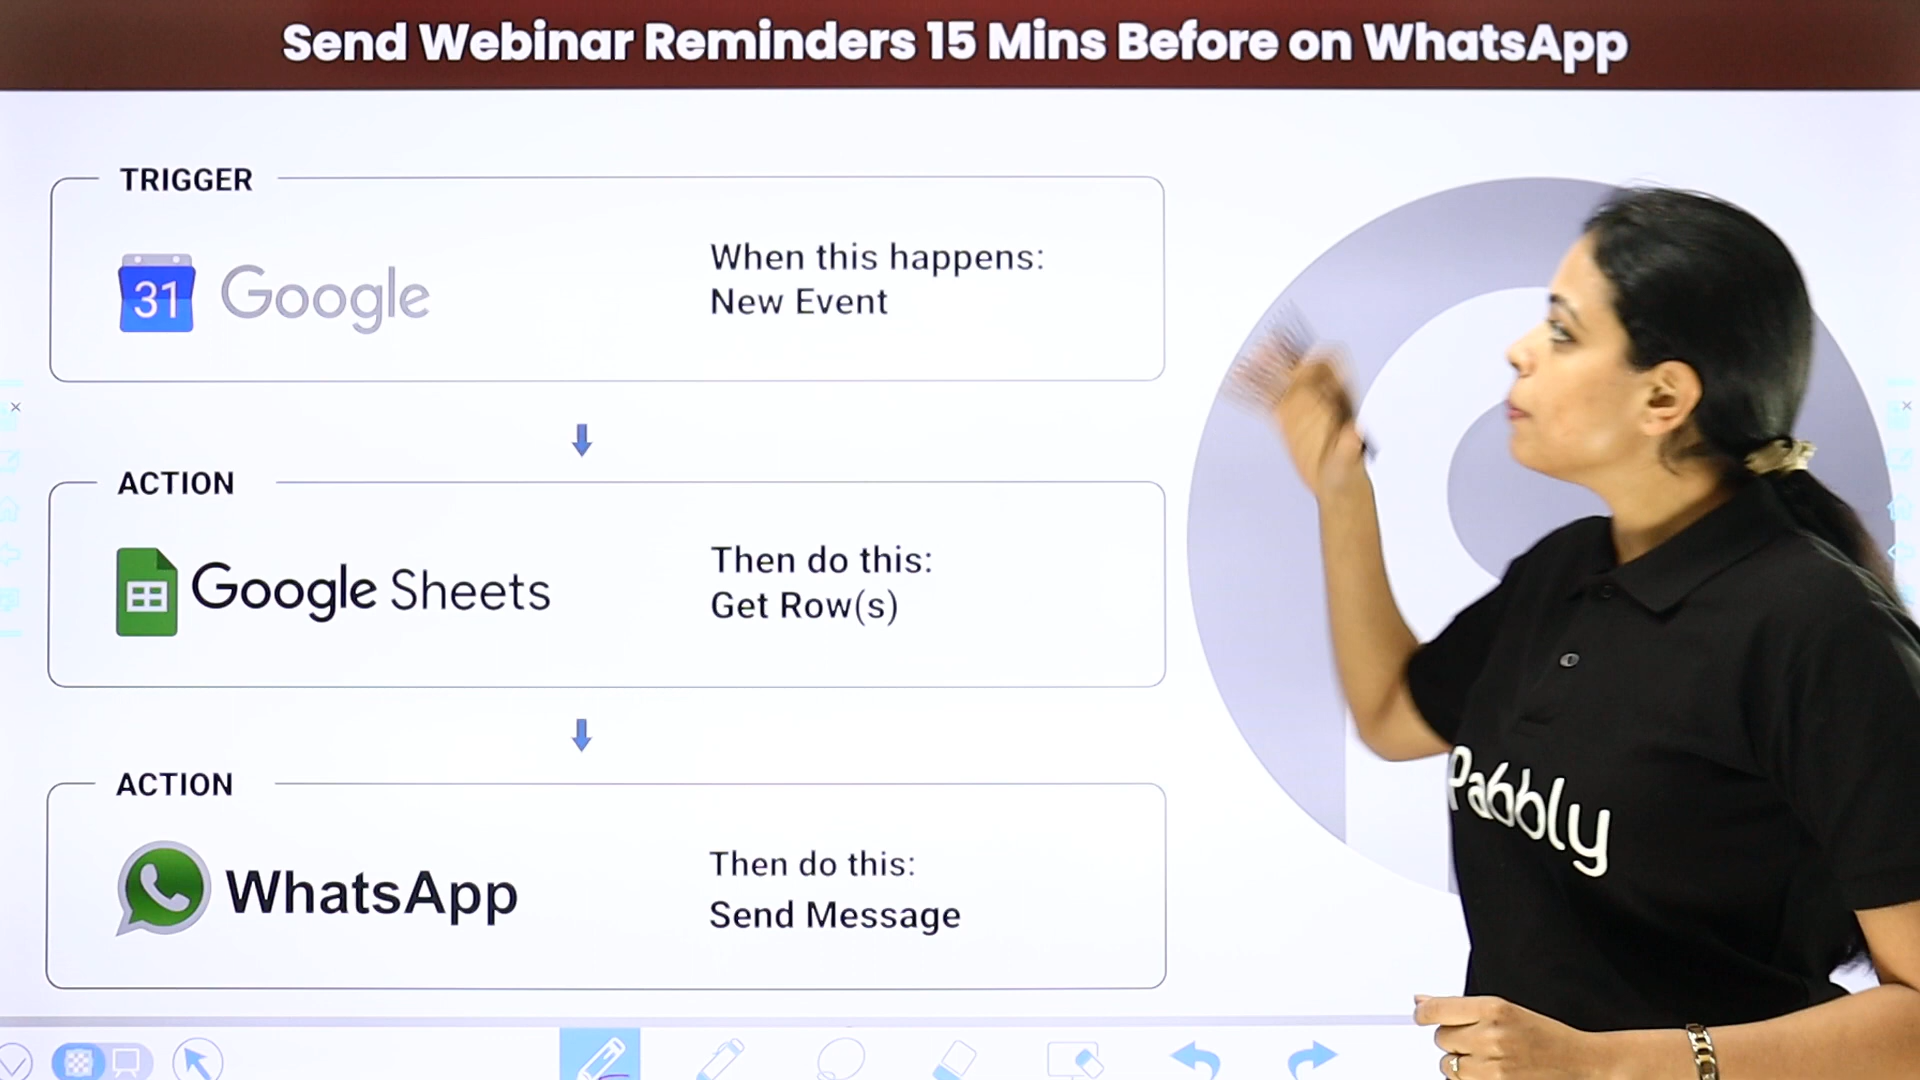 Send Webinar Reminders 15 Mins Before on WhatsApp
TRIGGER
31 Google
When this happens:
New Event
ACTION
Google Sheets
Then do this:
Get Row(s)
ACTION
WhatsApp
Then do this:
Send Message
Pabbly